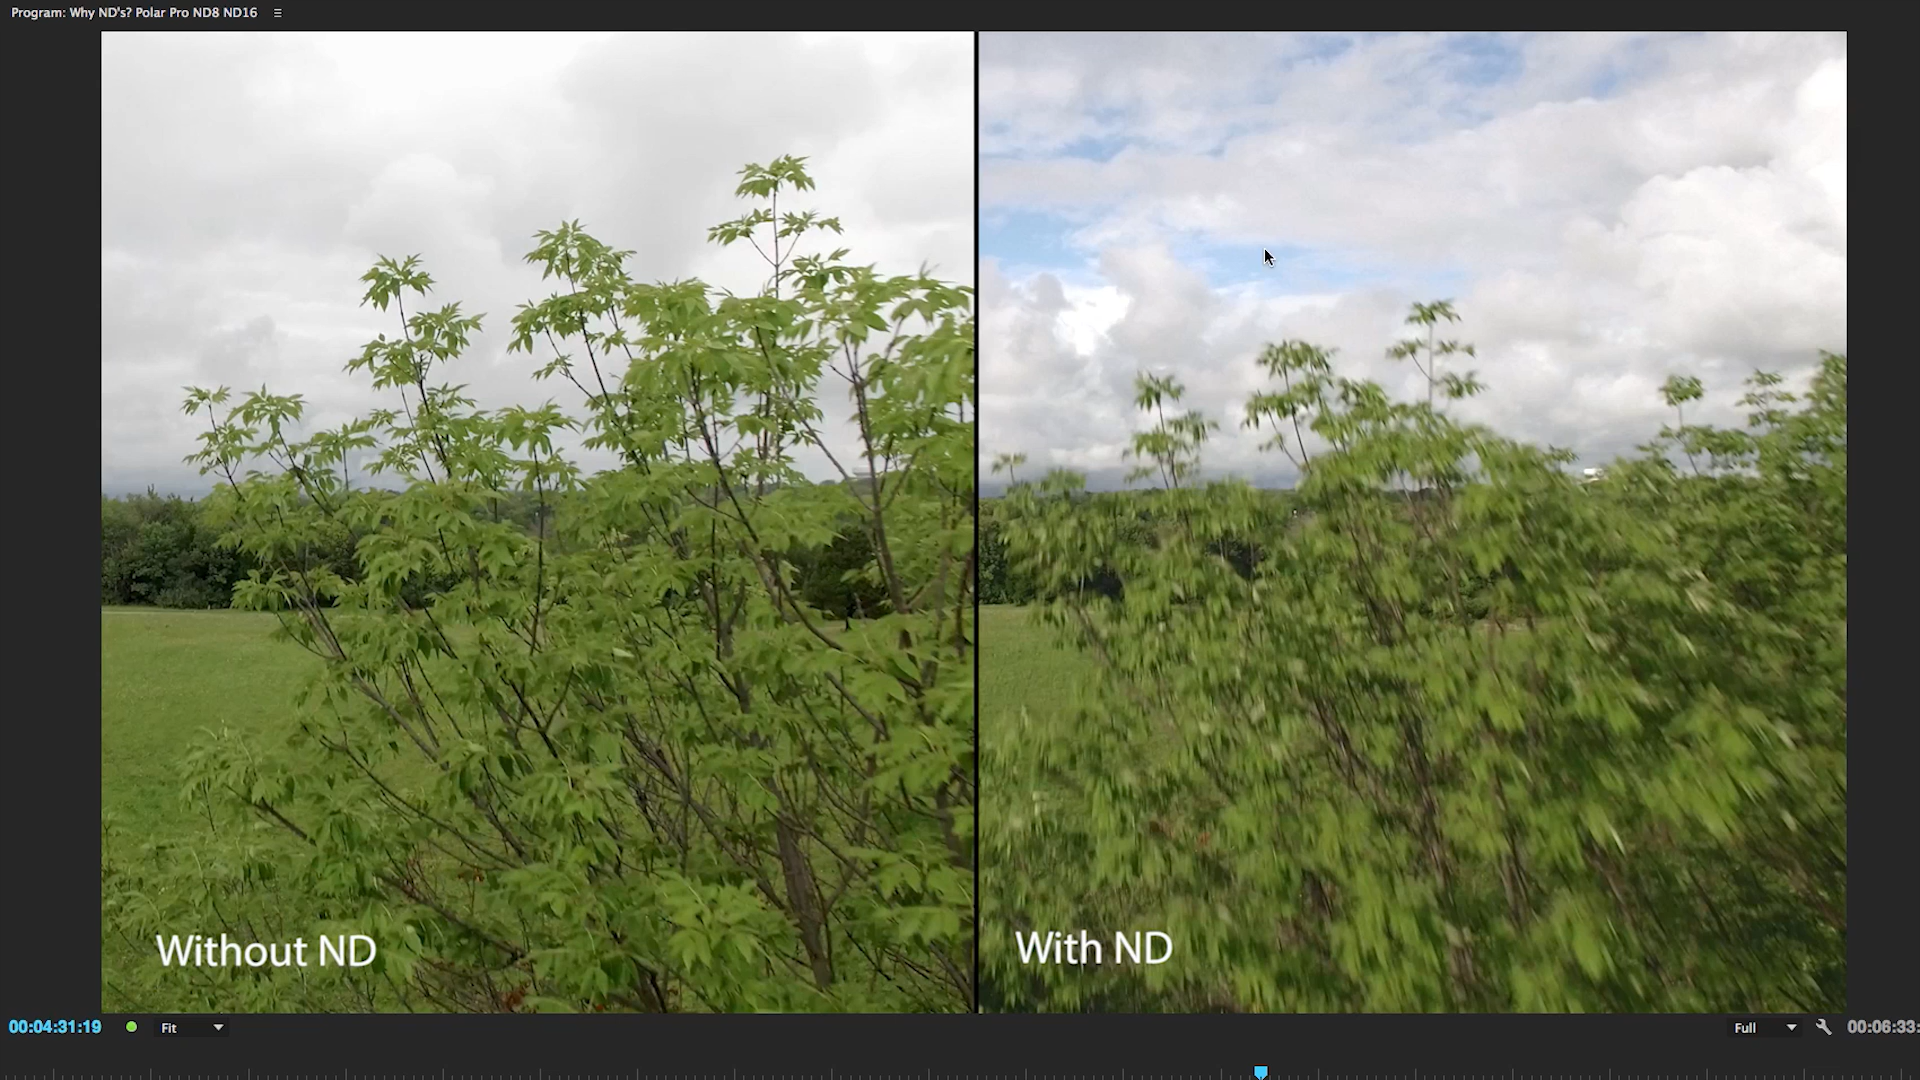 Program: Why ND's? Polar Pro ND8 ND16
Without ND
With ND
00:04:31:19
Fit
Full
00:06:33: